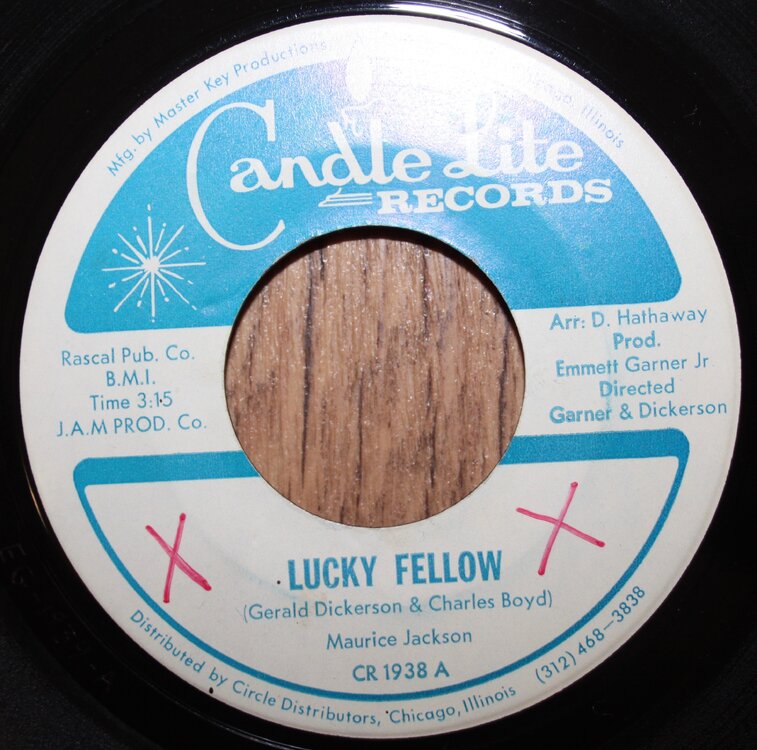 Mfg. by Master Key Productions
Illinois
Candle Lite
RECORDS
Rascal Pub. Co.
B.M.I.
Time 3:15
J.A.M PROD. Co.
Arr: D. Hathaway
Prod.
Emmett Garner Jr
Directed
Garner & Dickerson
X X
LUCKY FELLOW
(Gerald Dickerson & Charles Boyd)
Maurice Jackson
CR 1938 A
Distributed by Circle Distributors, Chicago, Illinois (312) 468-3838